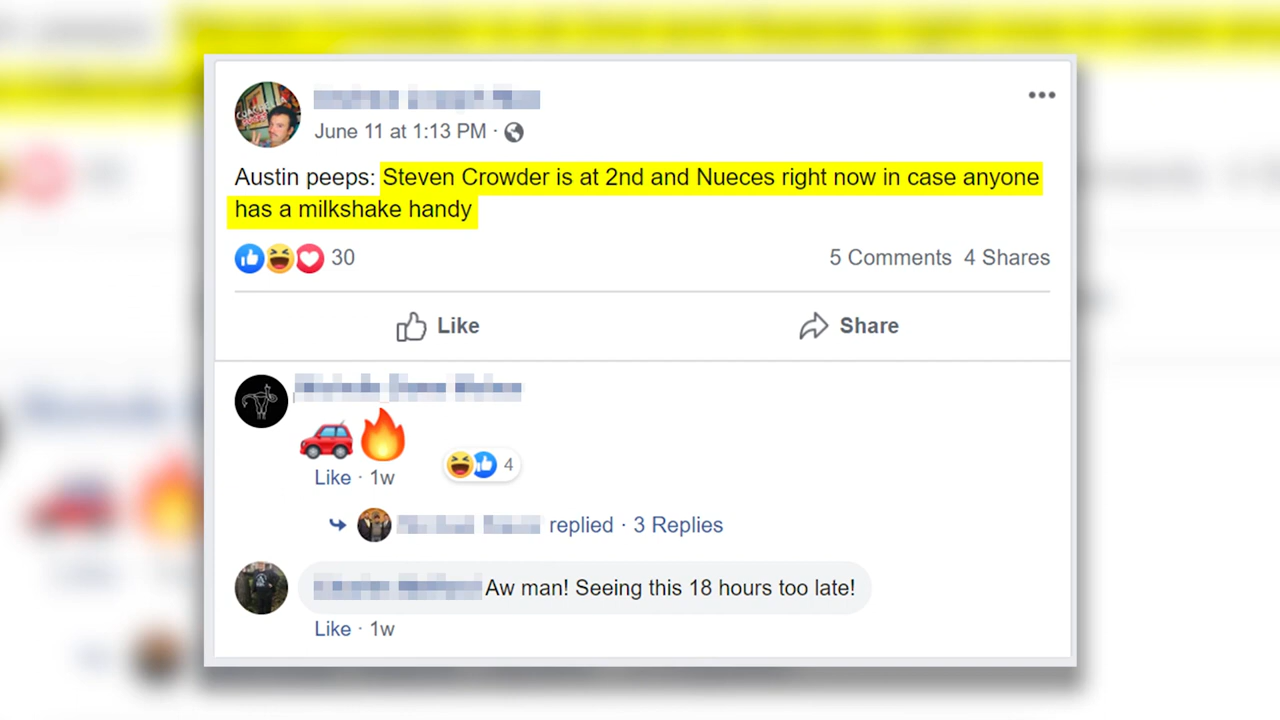 June 11 at 1:13 PM ·
Austin peeps: Steven Crowder is at 2nd and Nueces right now in case anyone
has a milkshake handy
30
5 Comments 4 Shares
Like
Share
Like · 1w
4
replied · 3 Replies
Aw man! Seeing this 18 hours too late!
Like · 1w